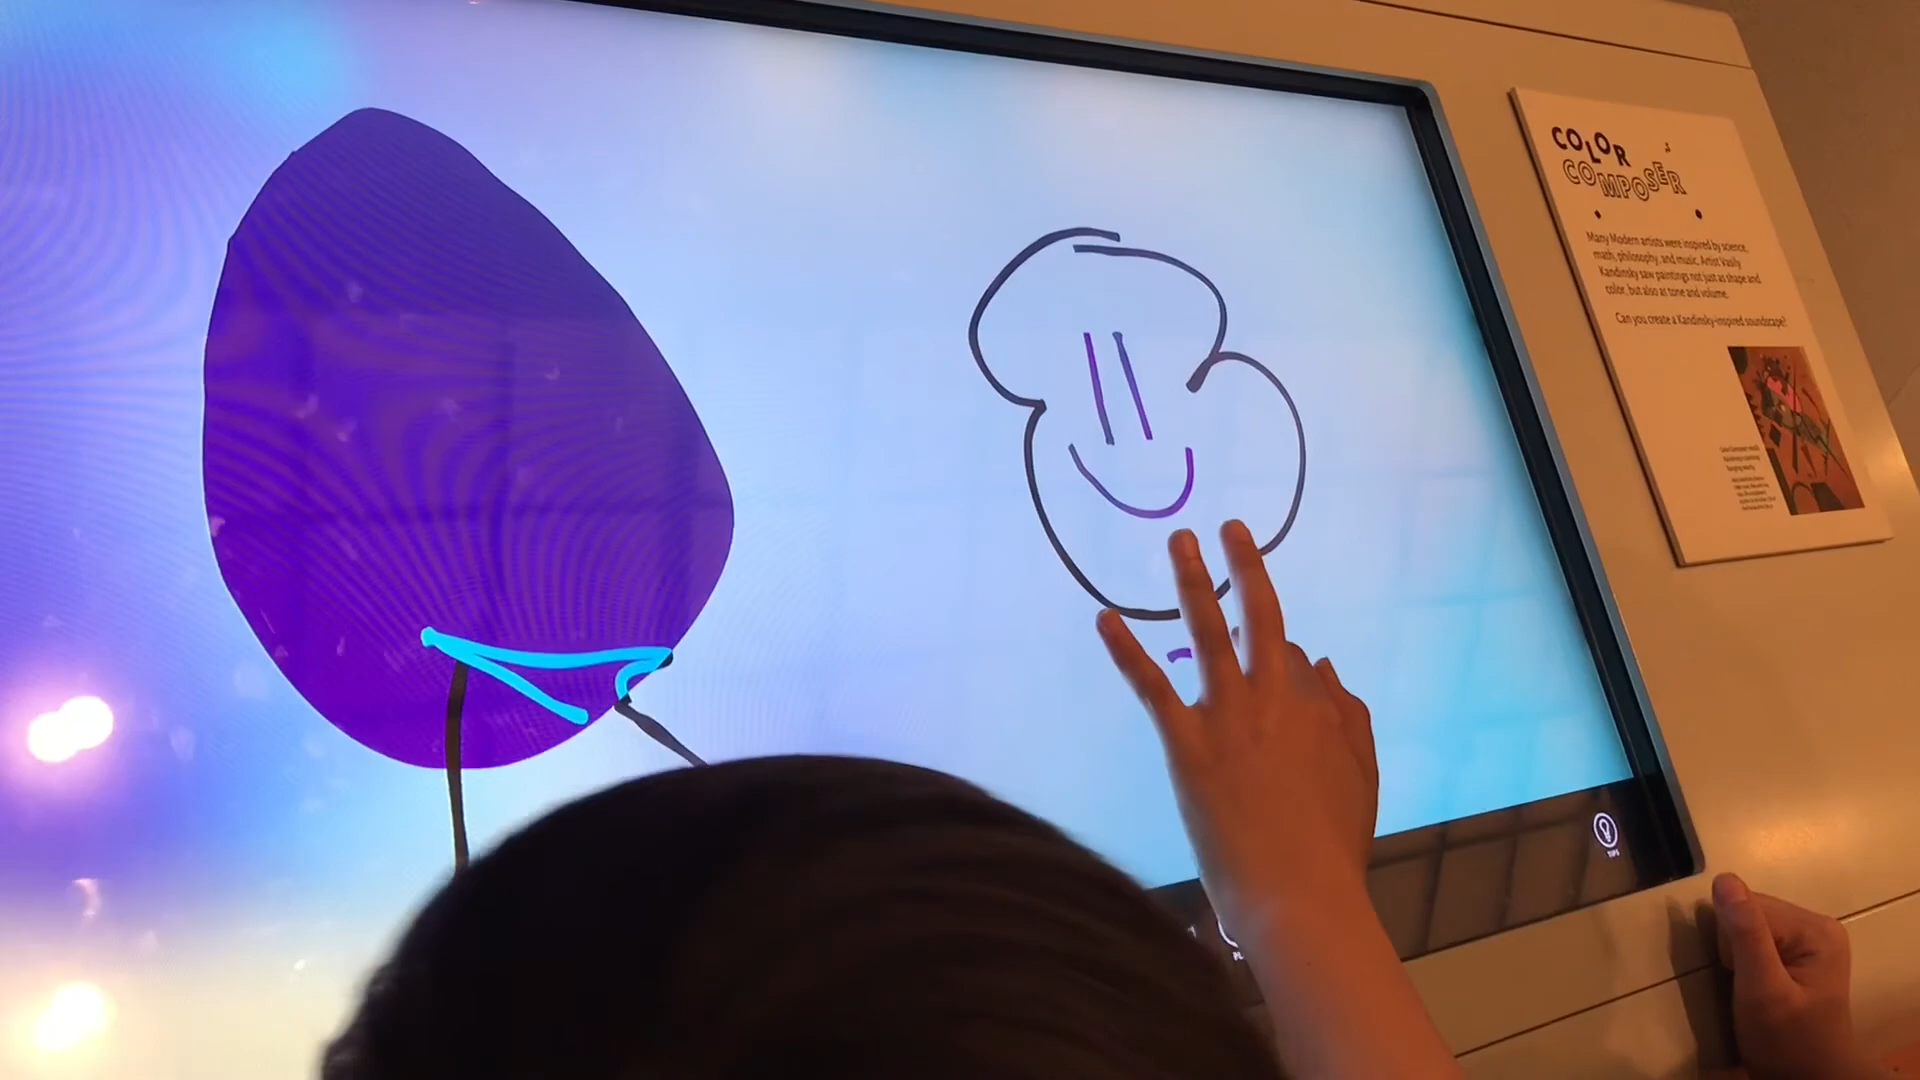 COLOR
COMPOSER
Many Modern artists were inspired by science,
math, philosophy, and music. Artist Vasily
Kandinsky saw paintings not just as shape and
color, but also as tone and volume.
Can you create a Kandinsky-inspired soundscape?
TIPS